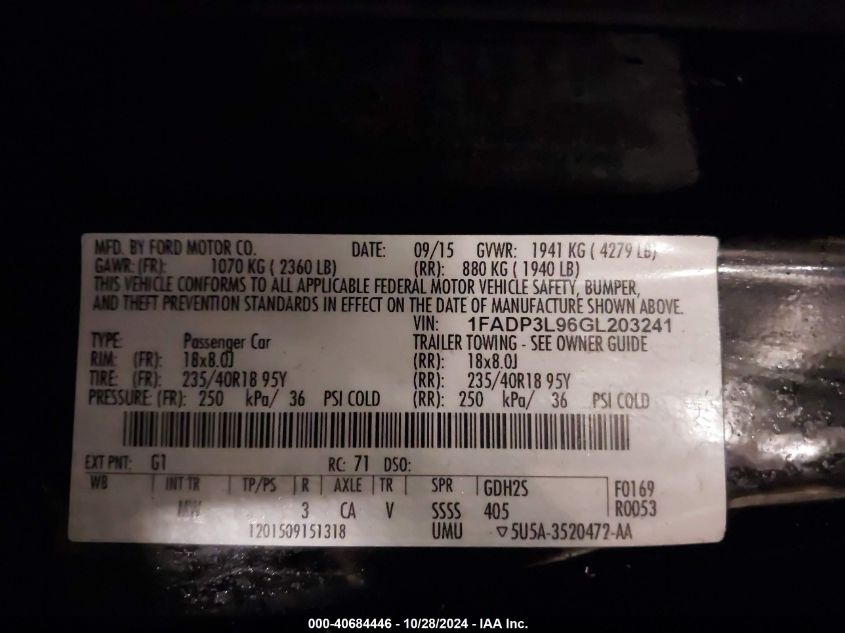 MFD. BY FORD MOTOR CO. DATE: 09/15 GVWR: 1941 KG ( 4279 LB)
GAWR: (FR): 1070 KG ( 2360 LB) (RR): 880 KG ( 1940 LB)
THIS VEHICLE CONFORMS TO ALL APPLICABLE FEDERAL MOTOR VEHICLE SAFETY, BUMPER,
AND THEFT PREVENTION STANDARDS IN EFFECT ON THE DATE OF MANUFACTURE SHOWN ABOVE.
VIN: 1FADP3L96GL203241
TYPE: Passenger Car TRAILER TOWING - SEE OWNER GUIDE
RIM: (FR): 18x8.0J (RR): 18x8.0J
TIRE: (FR): 235/40R18 95Y (RR): 235/40R18 95Y
PRESSURE: (FR): 250 kPa/ 36 PSI COLD (RR): 250 kPa/ 36 PSI COLD
EXT PNT: G1 RC: 71 DSO:
WB INT TR TP/PS R AXLE TR SPR GDH2S F0169
MW 3 CA V SSSS 405 R0053
1201509151318 UMU ▽5U5A-3520472-AA
000-40684446 - 10/28/2024 - IAA Inc.